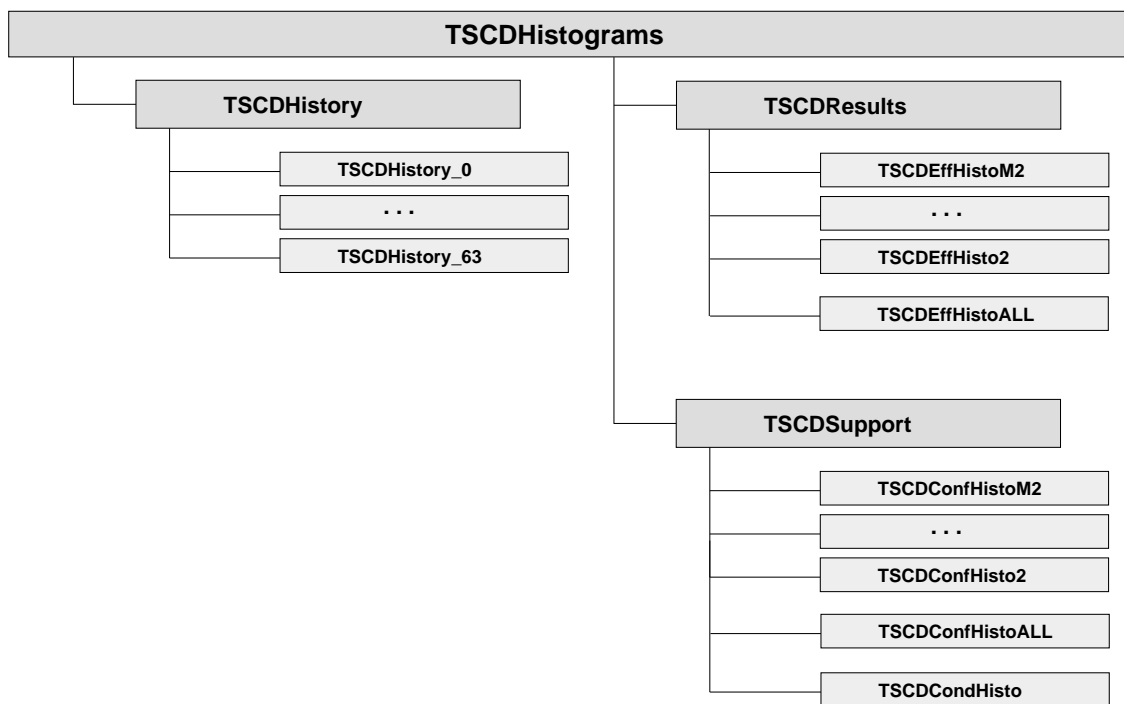 TSCDHistograms
TSCDHistory
TSCDHistory_0
. . .
TSCDHistory_63
TSCDResults
TSCDEffHistoM2
. . .
TSCDEffHisto2
TSCDEffHistoALL
TSCDSupport
TSCDConfHistoM2
. . .
TSCDConfHisto2
TSCDConfHistoALL
TSCDCondHisto